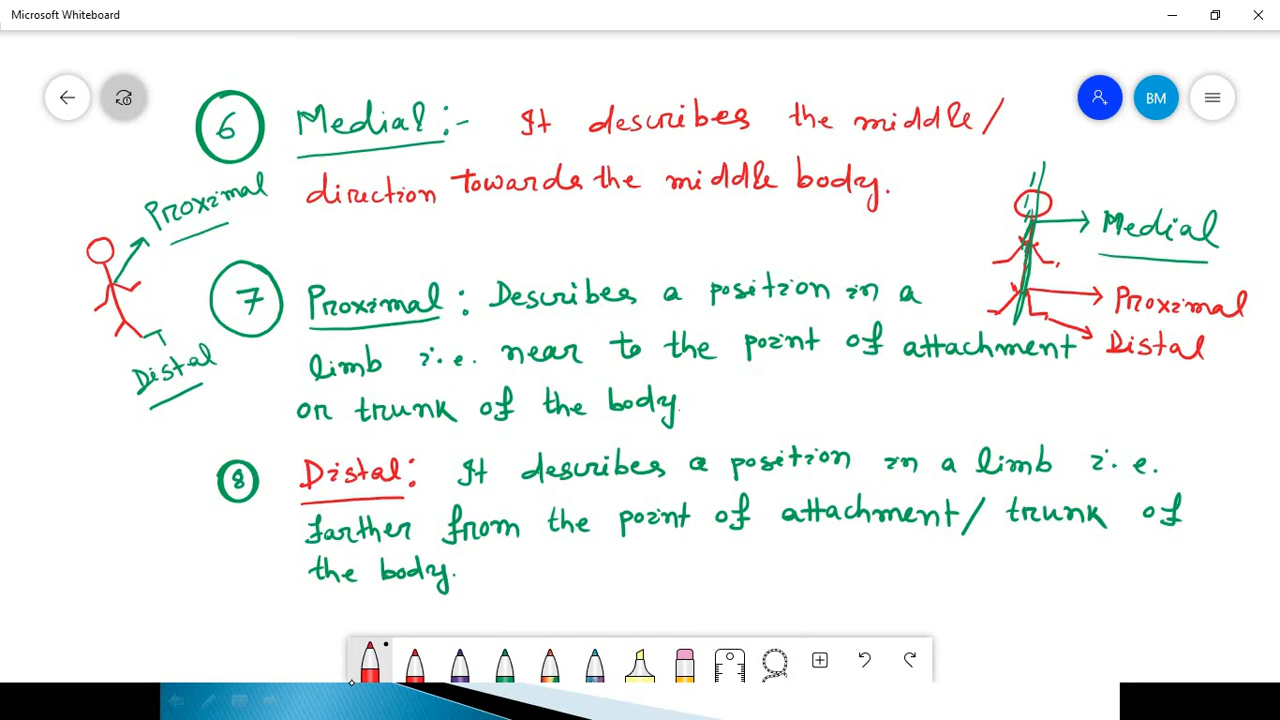 Microsoft Whiteboard
BM
6 Medial :- It describes the middle/
direction towards the middle body.
Proximal
Distal
Medial
Proximal
Distal
7 Proximal : Describes a position in a
limb i.e. near to the point of attachment
or trunk of the body.
8 Distal : It describes a position in a limb i.e.
farther from the point of attachment/ trunk of
the body.